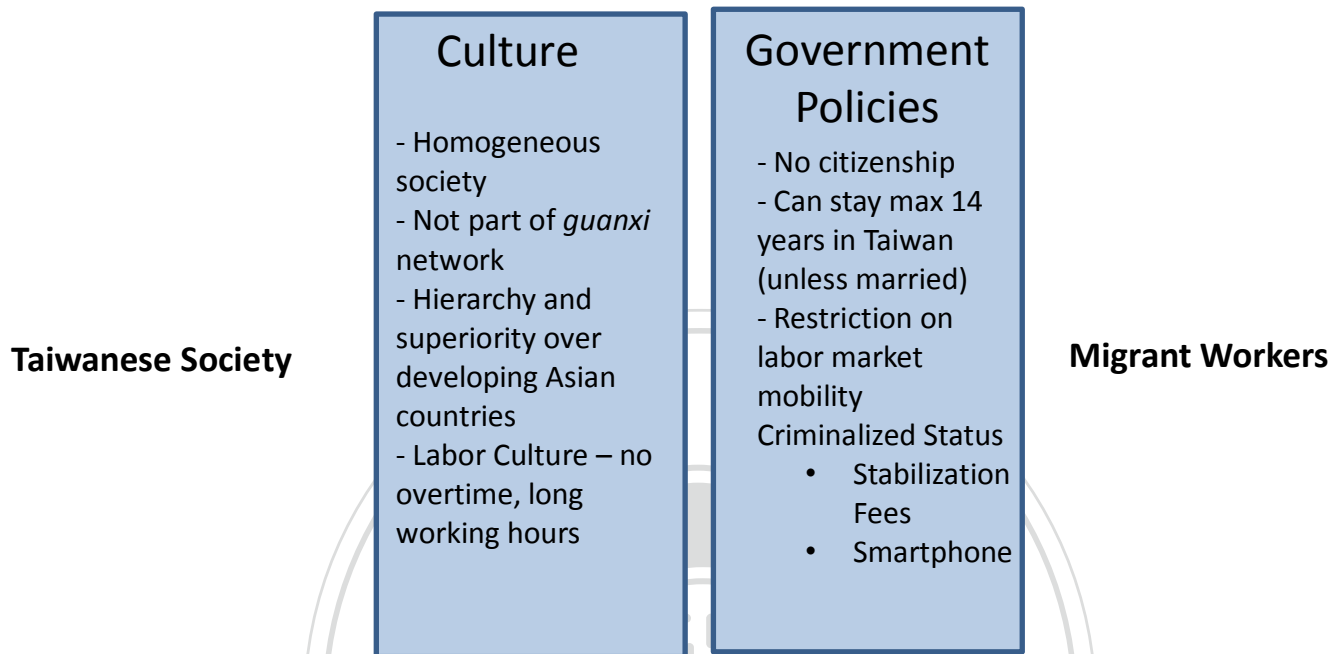 Culture
- Homogeneous
society
- Not part of guanxi
network
- Hierarchy and
superiority over
developing Asian
countries
- Labor Culture – no
overtime, long
working hours
Government
Policies
- No citizenship
- Can stay max 14
years in Taiwan
(unless married)
- Restriction on
labor market
mobility
Criminalized Status
• Stabilization
Fees
• Smartphone
Taiwanese Society
Migrant Workers